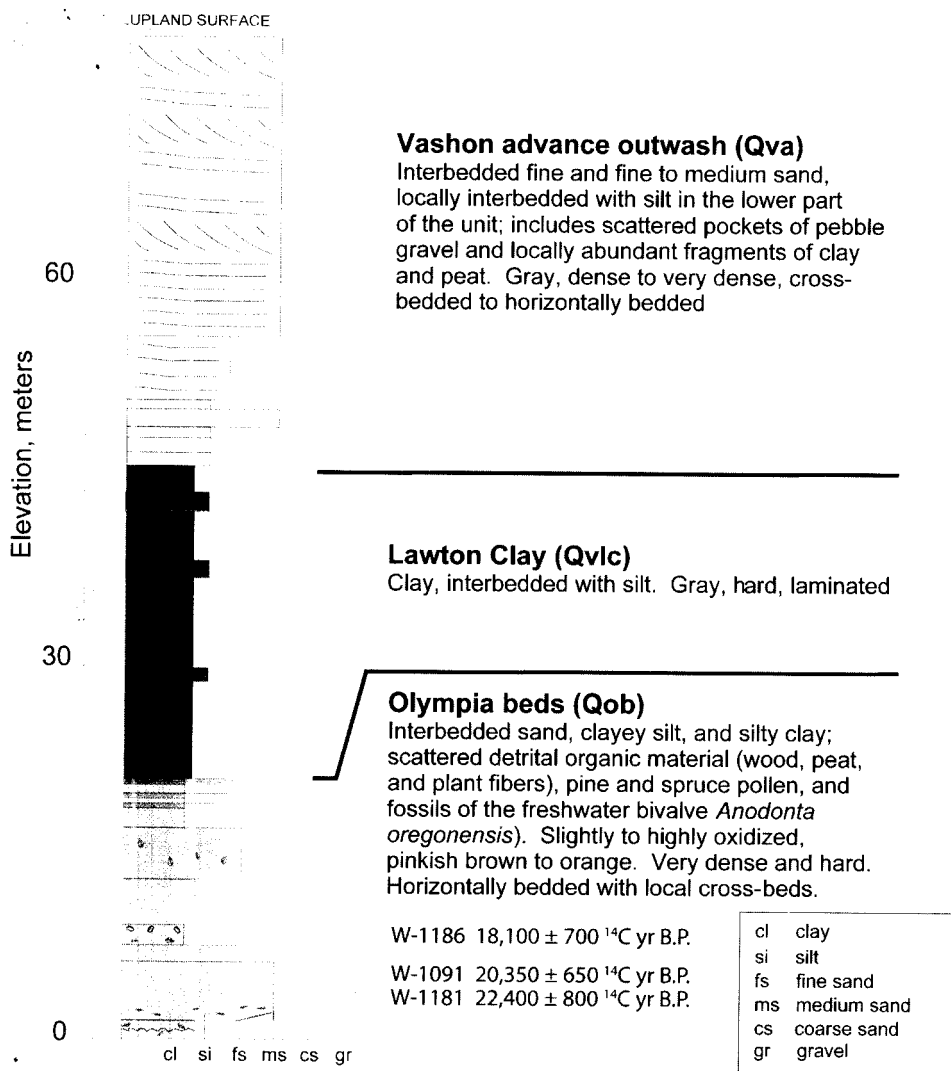 UPLAND SURFACE
Vashon advance outwash (Qva)
Interbedded fine and fine to medium sand,
locally interbedded with silt in the lower part
of the unit; includes scattered pockets of pebble
gravel and locally abundant fragments of clay
and peat. Gray, dense to very dense, cross-
bedded to horizontally bedded
60
Elevation, meters
Lawton Clay (Qvlc)
Clay, interbedded with silt. Gray, hard, laminated
30
Olympia beds (Qob)
Interbedded sand, clayey silt, and silty clay;
scattered detrital organic material (wood, peat,
and plant fibers), pine and spruce pollen, and
fossils of the freshwater bivalve Anodonta
oregonensis). Slightly to highly oxidized,
pinkish brown to orange. Very dense and hard.
Horizontally bedded with local cross-beds.
W-1186 18,100 ± 700 ¹⁴C yr B.P.
W-1091 20,350 ± 650 ¹⁴C yr B.P.
W-1181 22,400 ± 800 ¹⁴C yr B.P.
0
cl si fs ms cs gr
cl clay
si silt
fs fine sand
ms medium sand
cs coarse sand
gr gravel